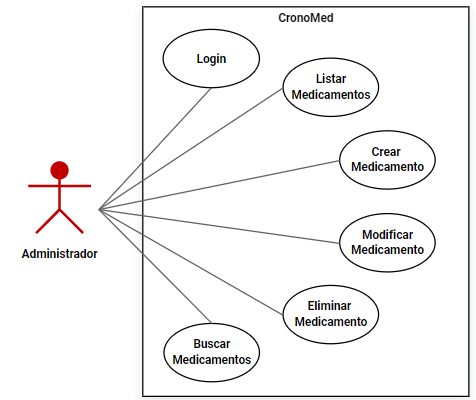 CronoMed
Login
Listar
Medicamentos
Crear
Medicamento
Modificar
Medicamento
Administrador
Eliminar
Medicamento
Buscar
Medicamentos